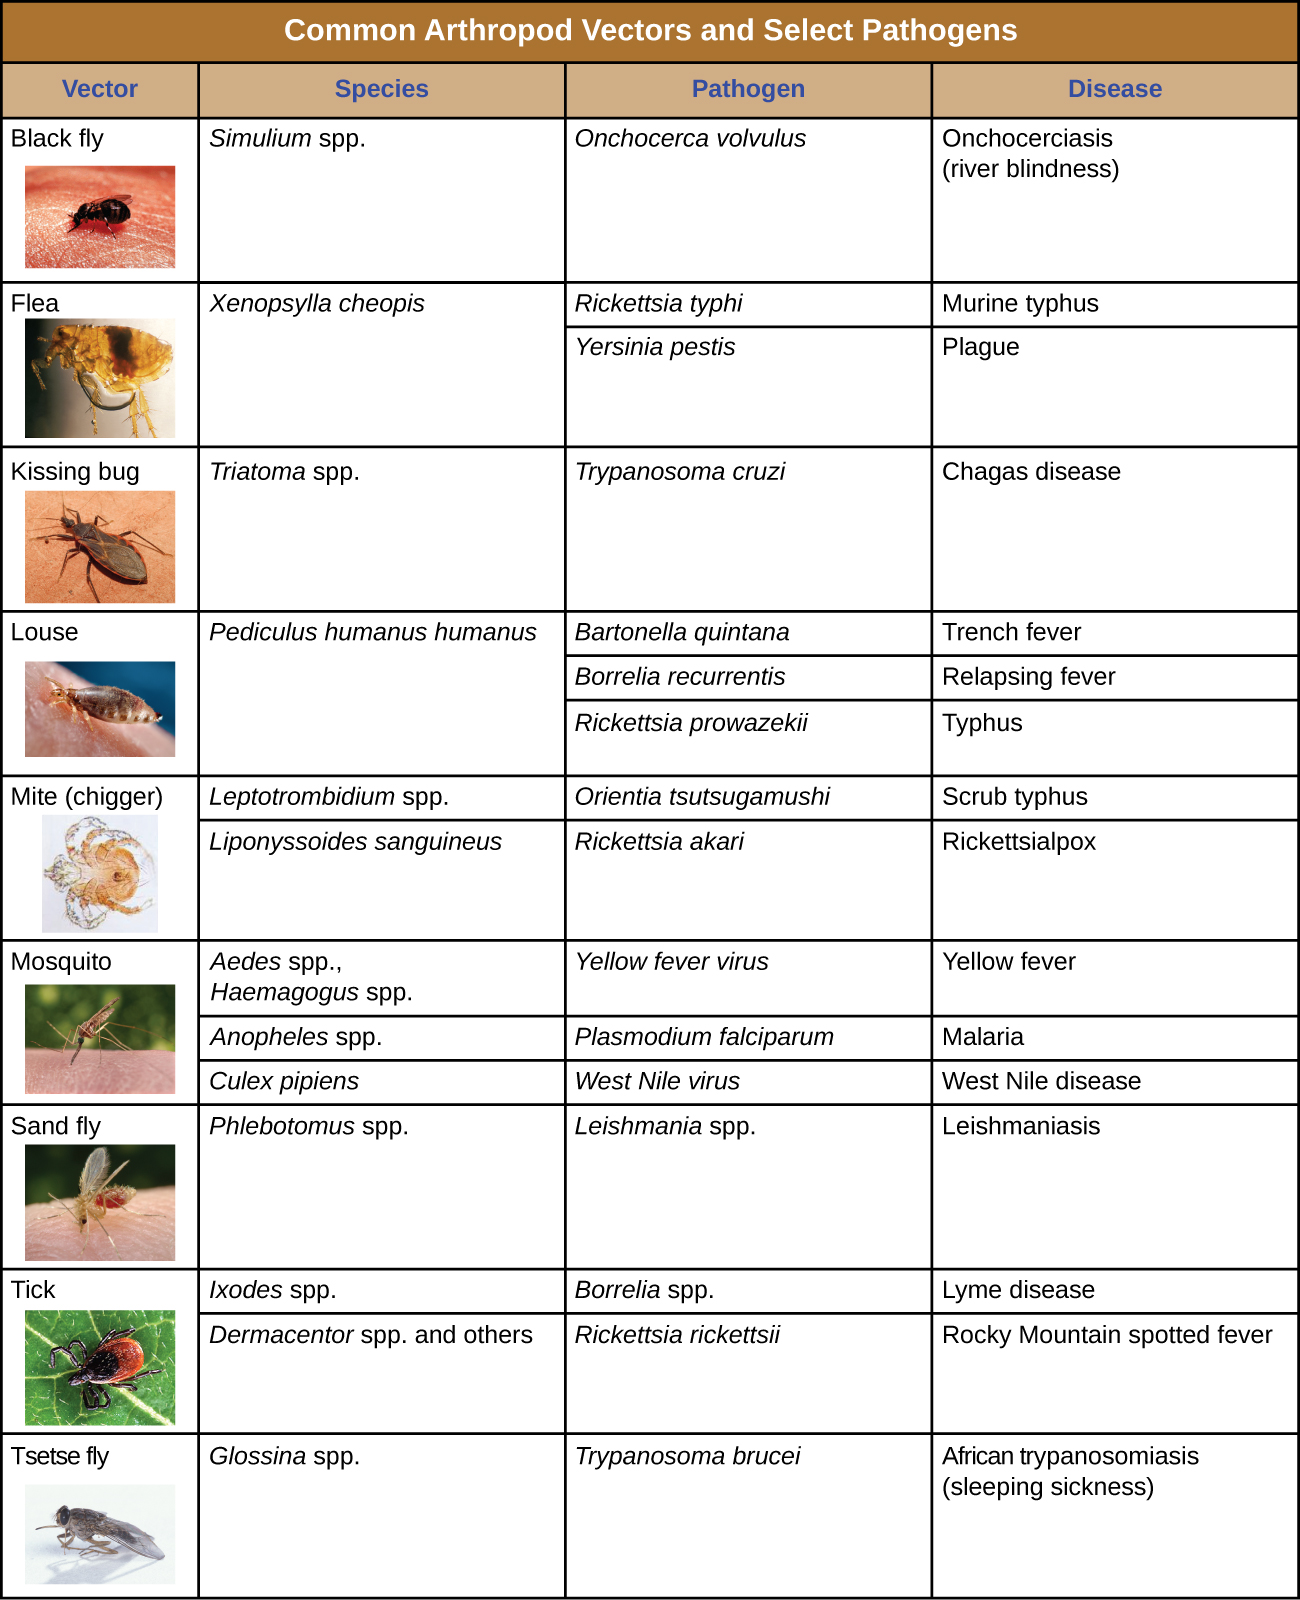 Common Arthropod Vectors and Select Pathogens
Vector Species Pathogen Disease
Black fly Simulium spp. Onchocerca volvulus Onchocerciasis
(river blindness)
Flea Xenopsylla cheopis Rickettsia typhi Murine typhus
Yersinia pestis Plague
Kissing bug Triatoma spp. Trypanosoma cruzi Chagas disease
Louse Pediculus humanus humanus Bartonella quintana Trench fever
Borrelia recurrentis Relapsing fever
Rickettsia prowazekii Typhus
Mite (chigger) Leptotrombidium spp. Orientia tsutsugamushi Scrub typhus
Liponyssoides sanguineus Rickettsia akari Rickettsialpox
Mosquito Aedes spp., Yellow fever virus Yellow fever
Haemagogus spp.
Anopheles spp. Plasmodium falciparum Malaria
Culex pipiens West Nile virus West Nile disease
Sand fly Phlebotomus spp. Leishmania spp. Leishmaniasis
Tick Ixodes spp. Borrelia spp. Lyme disease
Dermacentor spp. and others Rickettsia rickettsii Rocky Mountain spotted fever
Tsetse fly Glossina spp. Trypanosoma brucei African trypanosomiasis
(sleeping sickness)